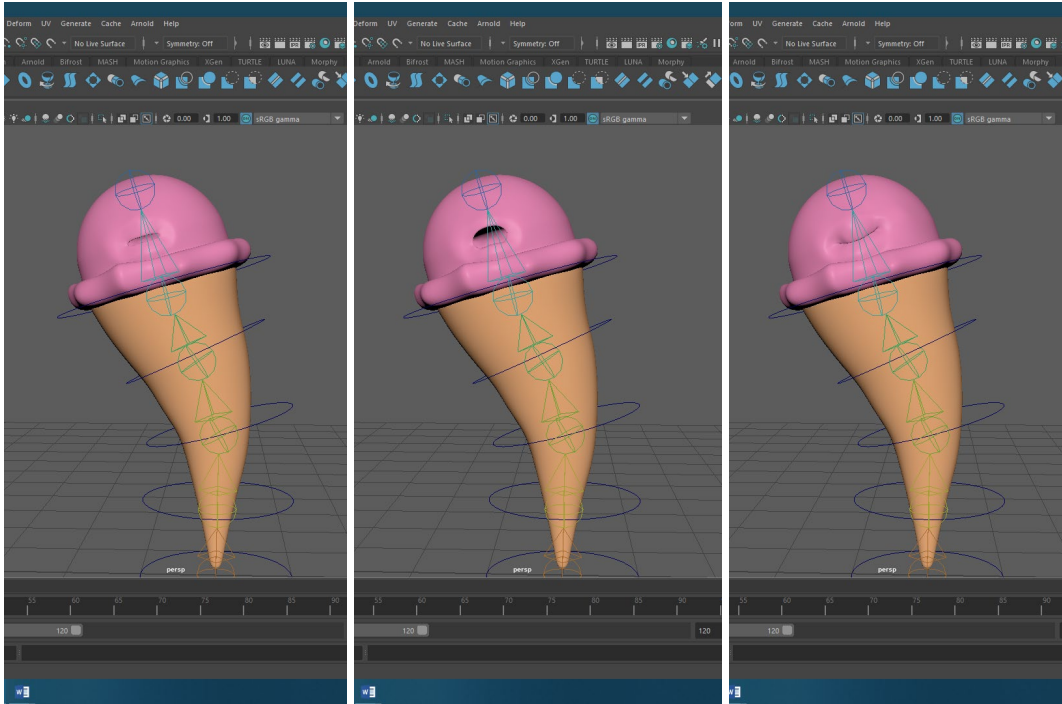 Deform UV Generate Cache Arnold Help
No Live Surface Symmetry: Off
Arnold Bifrost MASH Motion Graphics XGen TURTLE LUNA Morphy
0.00 1.00 sRGB gamma
persp
55 60 65 70 75 80 85 90
120
W
Deform UV Generate Cache Arnold Help
No Live Surface Symmetry: Off
Arnold Bifrost MASH Motion Graphics XGen TURTLE LUNA Morphy
0.00 1.00 sRGB gamma
persp
55 60 65 70 75 80 85 90
120 120
W
orm UV Generate Cache Arnold Help
No Live Surface Symmetry: Off
Arnold Bifrost MASH Motion Graphics XGen TURTLE LUNA Morphy
0.00 1.00 sRGB gamma
persp
55 60 65 70 75 80 85 90
120
W